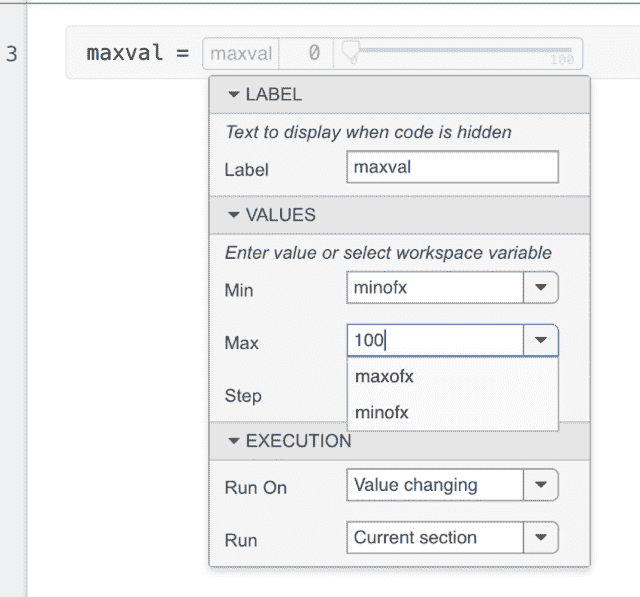 3 maxval = maxval 0 0 100
LABEL
Text to display when code is hidden
Label maxval
VALUES
Enter value or select workspace variable
Min minofx
Max 100
maxofx
Step minofx
EXECUTION
Run On Value changing
Run Current section